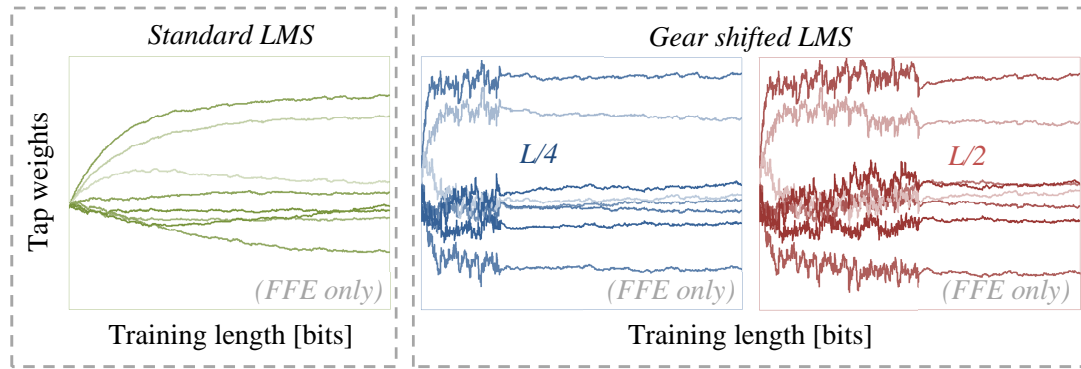 Standard LMS
Gear shifted LMS
Tap weights
L/4
L/2
(FFE only)
(FFE only)
(FFE only)
Training length [bits]
Training length [bits]